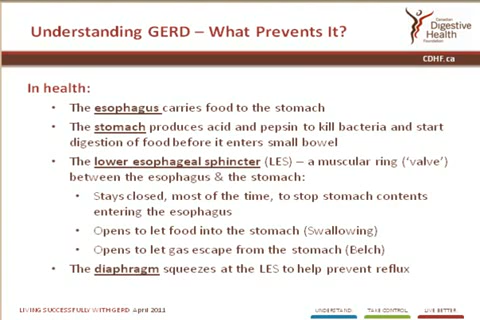 Understanding GERD – What Prevents It?
Canadian
Digestive
Health
Foundation
CDHF.ca
In health:
• The esophagus carries food to the stomach
• The stomach produces acid and pepsin to kill bacteria and start
digestion of food before it enters small bowel
• The lower esophageal sphincter (LES) – a muscular ring ('valve')
between the esophagus & the stomach:
• Stays closed, most of the time, to stop stomach contents
entering the esophagus
• Opens to let food into the stomach (Swallowing)
• Opens to let gas escape from the stomach (Belch)
• The diaphragm squeezes at the LES to help prevent reflux
LIVING SUCCESSFULLY WITH GERD April 2011
UNDERSTAND. TAKE CONTROL. LIVE BETTER.